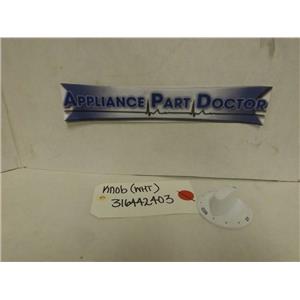 APPLIANCE PART DOCTOR
KNOB (WHT)
316442403